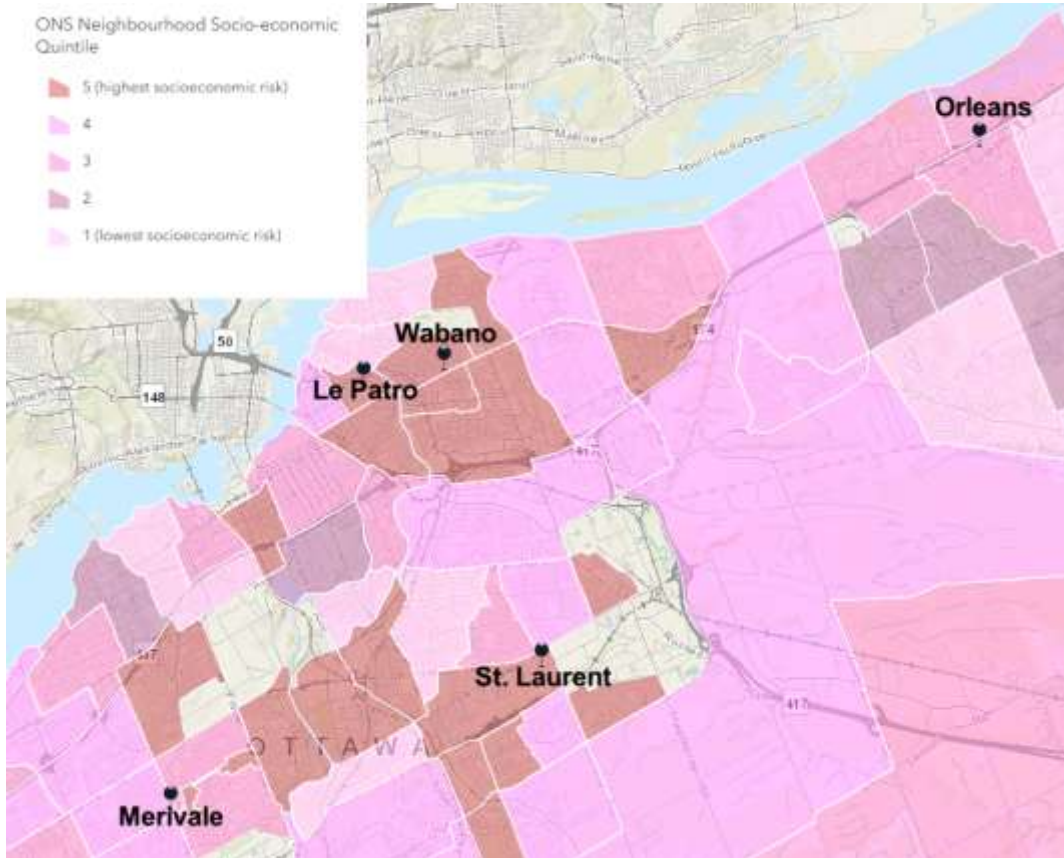 ONS Neighbourhood Socio-economic
Quintile
5 (highest socioeconomic risk)
4
3
2
1 (lowest socioeconomic risk)
Orleans
Wabano
50
Le Patro
148
174
417
St. Laurent
417
417
OTTAWA
Merivale